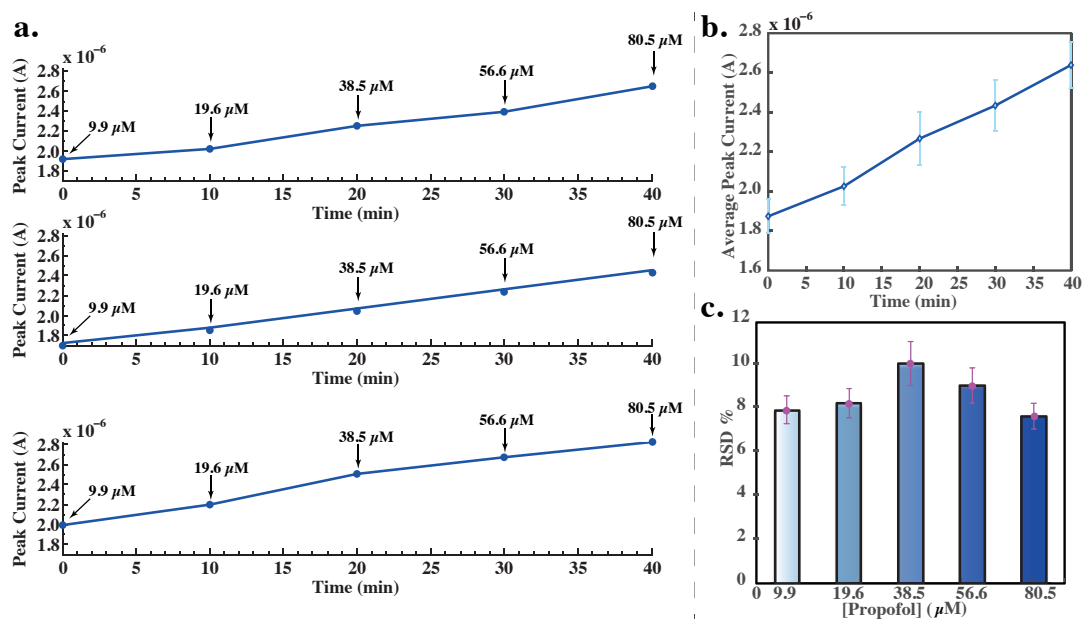 a.
x 10⁻⁶
Peak Current (A)
2.8
2.6
2.4
2.2
2.0
1.8
9.9 µM
19.6 µM
38.5 µM
56.6 µM
80.5 µM
0 5 10 15 20 25 30 35 40
Time (min)
x 10⁻⁶
Peak Current (A)
2.8
2.6
2.4
2.2
2.0
1.8
9.9 µM
19.6 µM
38.5 µM
56.6 µM
80.5 µM
0 5 10 15 20 25 30 35 40
Time (min)
x 10⁻⁶
Peak Current (A)
2.8
2.6
2.4
2.2
2.0
1.8
9.9 µM
19.6 µM
38.5 µM
56.6 µM
80.5 µM
0 5 10 15 20 25 30 35 40
Time (min)
b.
x 10⁻⁶
Average Peak Current (A)
2.8
2.6
2.2
2.0
1.8
1.6
0 5 10 15 20 25 30 35 40
Time (min)
c.
RSD %
12
10
8
6
4
2
0
0 9.9 19.6 38.5 56.6 80.5
[Propofol] (µM)